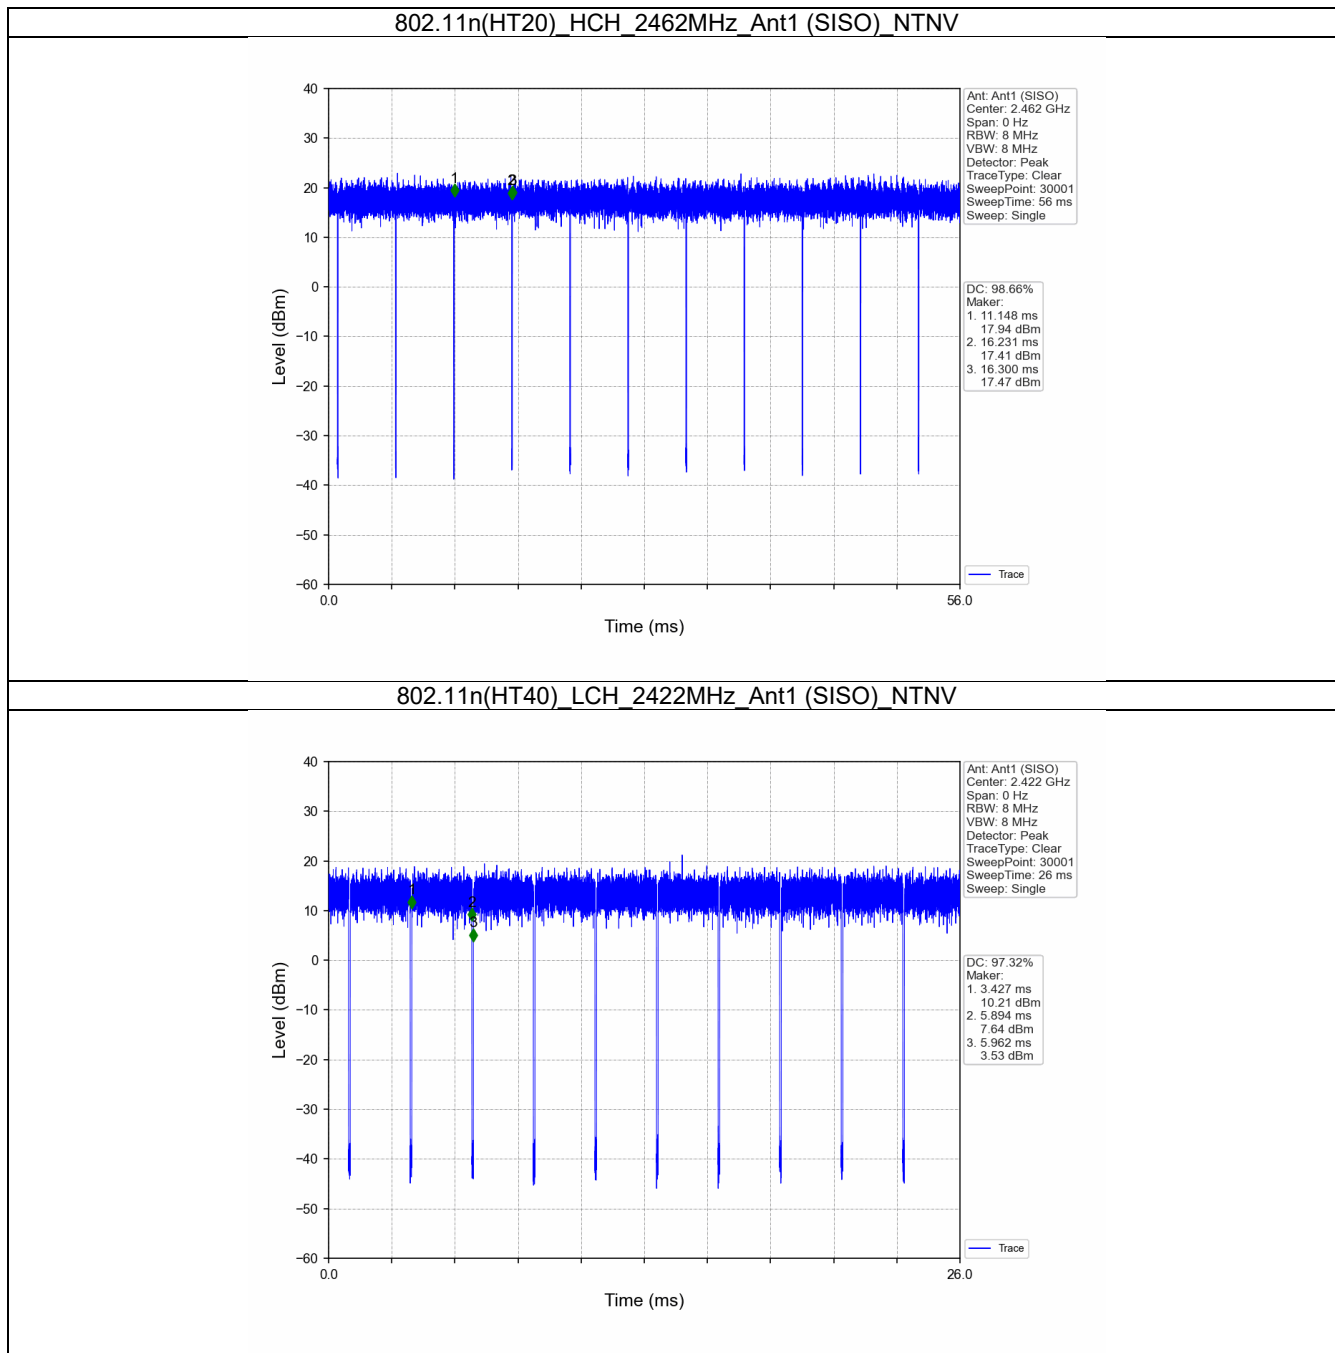 802.11n(HT20)_HCH_2462MHz_Ant1 (SISO)_NTNV
40
30
20
10
0
−10
−20
−30
−40
−50
−60
Level (dBm)
1
2
3
0.0
56.0
Time (ms)
Ant: Ant1 (SISO)
Center: 2.462 GHz
Span: 0 Hz
RBW: 8 MHz
VBW: 8 MHz
Detector: Peak
TraceType: Clear
SweepPoint: 30001
SweepTime: 56 ms
Sweep: Single
DC: 98.66%
Maker:
1. 11.148 ms
17.94 dBm
2. 16.231 ms
17.41 dBm
3. 16.300 ms
17.47 dBm
Trace
802.11n(HT40)_LCH_2422MHz_Ant1 (SISO)_NTNV
40
30
20
10
0
−10
−20
−30
−40
−50
−60
Level (dBm)
1
2
3
0.0
26.0
Time (ms)
Ant: Ant1 (SISO)
Center: 2.422 GHz
Span: 0 Hz
RBW: 8 MHz
VBW: 8 MHz
Detector: Peak
TraceType: Clear
SweepPoint: 30001
SweepTime: 26 ms
Sweep: Single
DC: 97.32%
Maker:
1. 3.427 ms
10.21 dBm
2. 5.894 ms
7.64 dBm
3. 5.962 ms
3.53 dBm
Trace